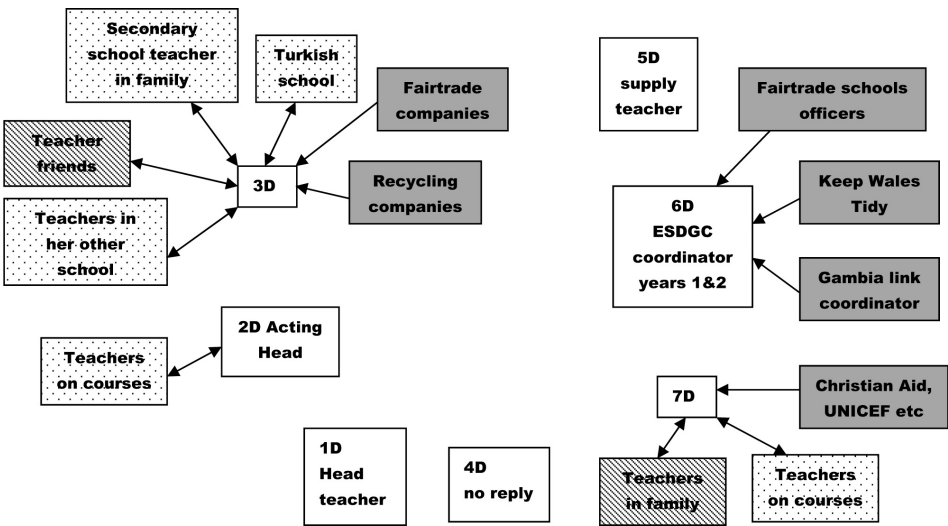 Secondary
school teacher
in family
Turkish
school
Fairtrade
companies
Teacher
friends
3D
Recycling
companies
Teachers in
her other
school
5D
supply
teacher
Fairtrade schools
officers
6D
ESDGC
coordinator
years 1&2
Keep Wales
Tidy
Gambia link
coordinator
2D Acting
Head
Teachers
on courses
1D
Head
teacher
4D
no reply
7D
Christian Aid,
UNICEF etc
Teachers
in family
Teachers
on courses